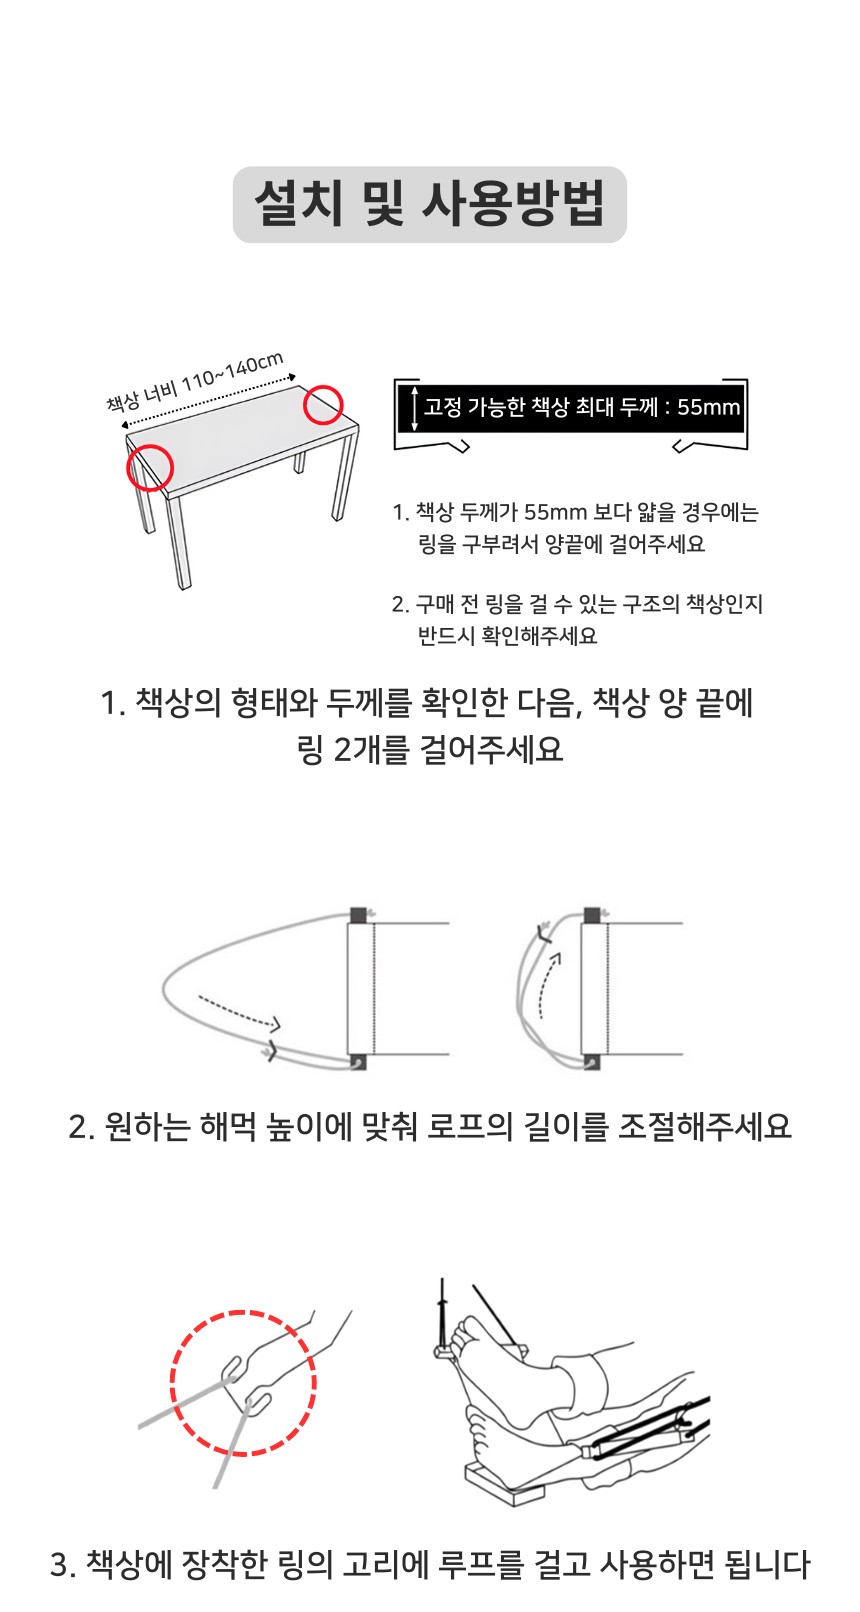 설치 및 사용방법
책상 너비 110~140cm
고정 가능한 책상 최대 두께 : 55mm
1. 책상 두께가 55mm 보다 얇을 경우에는
링을 구부려서 양끝에 걸어주세요
2. 구매 전 링을 걸 수 있는 구조의 책상인지
반드시 확인해주세요
1. 책상의 형태와 두께를 확인한 다음, 책상 양 끝에
링 2개를 걸어주세요
2. 원하는 해먹 높이에 맞춰 로프의 길이를 조절해주세요
3. 책상에 장착한 링의 고리에 루프를 걸고 사용하면 됩니다